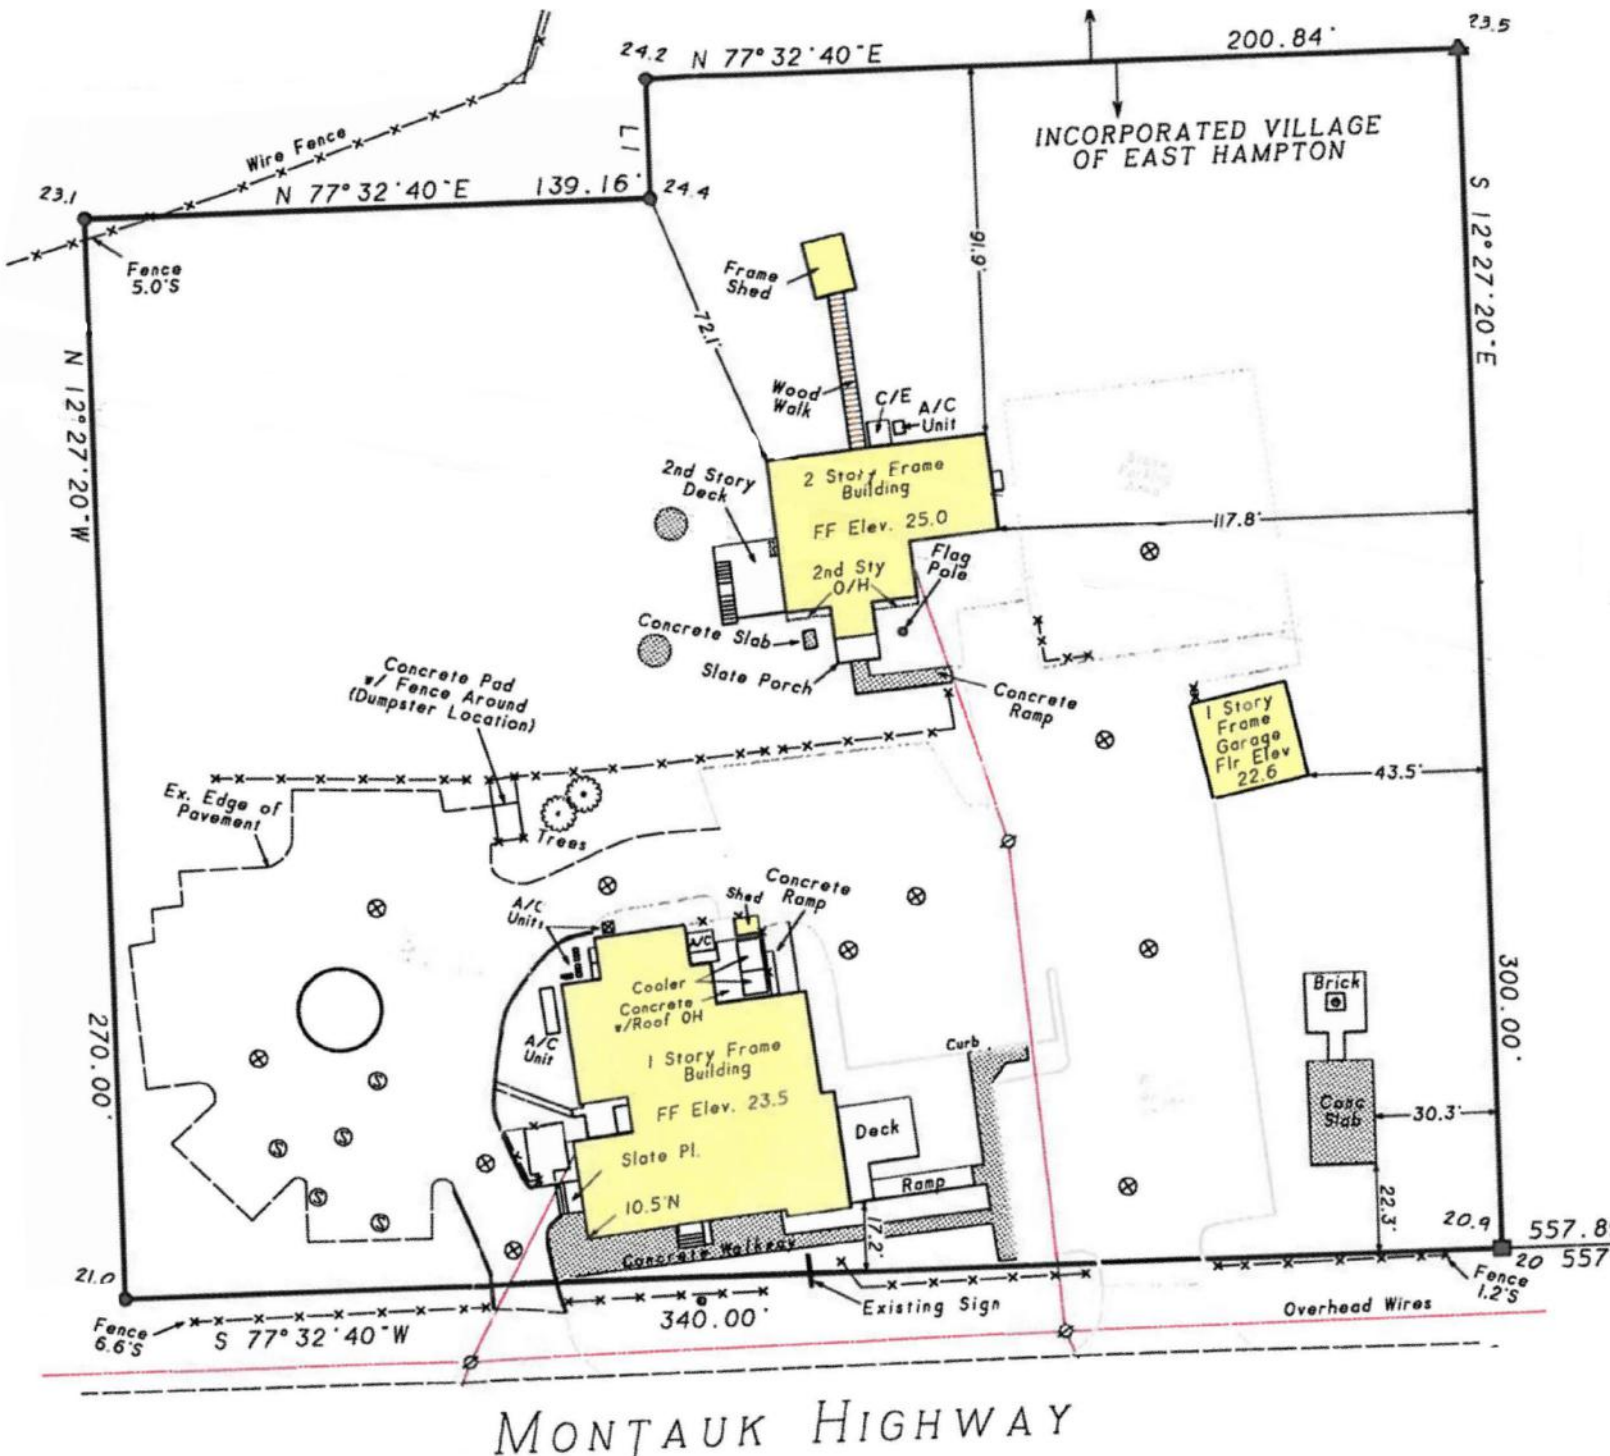 23.5
24.2
N 77° 32' 40" E
200.84'
INCORPORATED VILLAGE
OF EAST HAMPTON
L1
Wire Fence
23.1
N 77° 32' 40" E
139.16'
24.4
S 12° 27' 20" E
Fence
5.0'S
91.9'
Frame
Shed
72.1'
N 12° 27' 20" W
Wood
Walk
C/E
A/C
Unit
2nd Story
Deck
2 Story Frame
Building
FF Elev. 25.0
117.8'
Flag
Pole
2nd Sty
O/H
Concrete Slab
Slate Porch
Concrete
Ramp
Concrete Pad
w/ Fence Around
(Dumpster Location)
1 Story
Frame
Garage
Flr Elev
22.6
43.5'
Ex. Edge of
Pavement
Trees
A/C
Units
Shed
Concrete
Ramp
A/C
Cooler
Concrete
w/Roof OH
A/C
Unit
1 Story Frame
Building
FF Elev. 23.5
Curb
Brick
300.00'
270.00'
Conc
Slab
30.3'
Deck
Slate Pl.
Ramp
10.5'N
17.2'
22.3'
Concrete Walkway
20.9
557.8
20 557
21.0
Fence
6.6'S
S 77° 32' 40" W
340.00'
Existing Sign
Fence
1.2'S
Overhead Wires
MONTAUK HIGHWAY